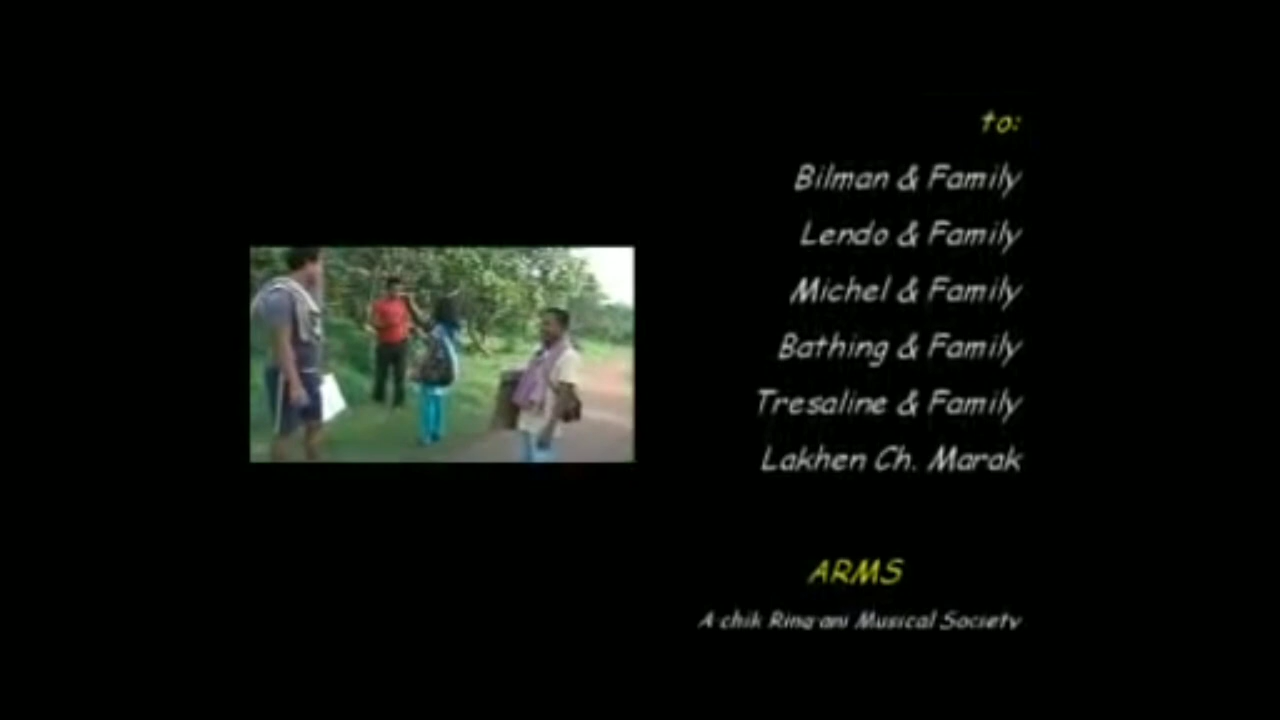 to:
Bilman & Family
Lendo & Family
Michel & Family
Bathing & Family
Tresaline & Family
Lakhen Ch. Marak
ARMS
A·chik Ring·ani Musical Society